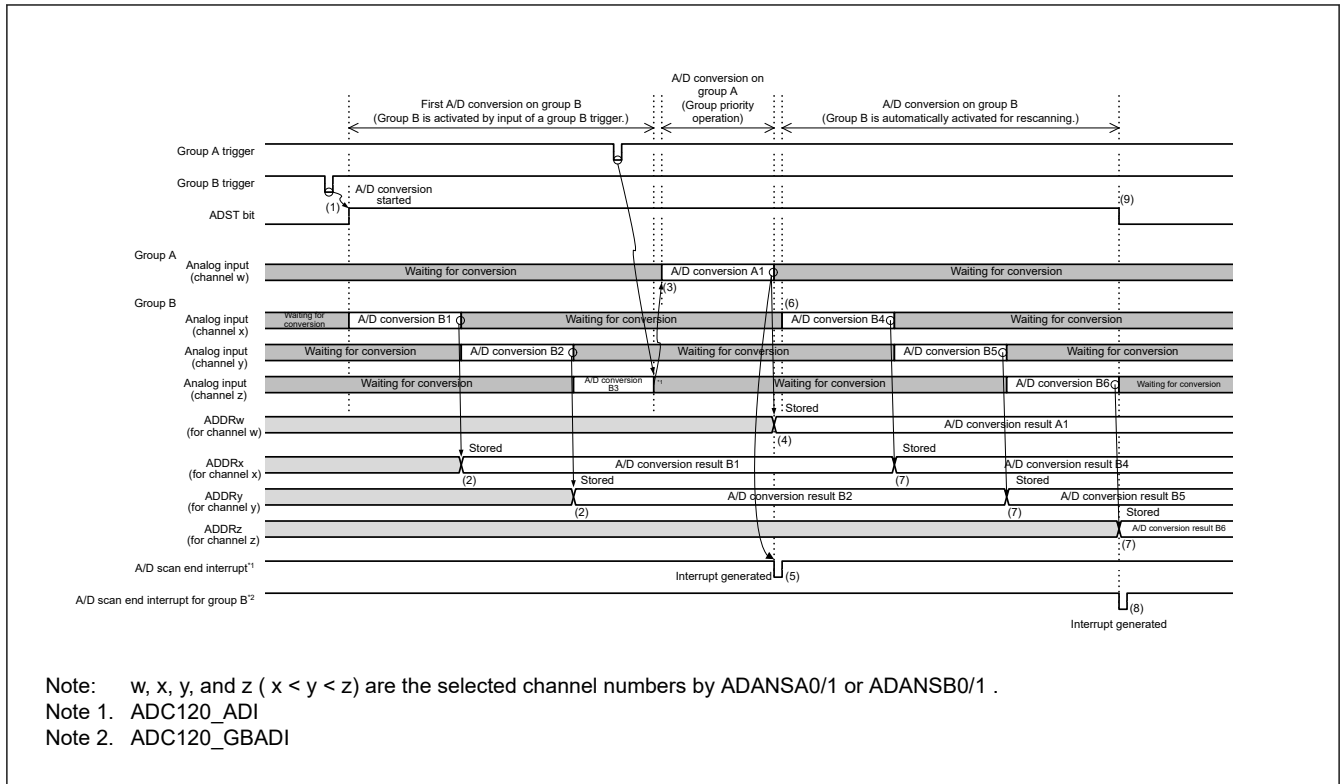 A/D conversion on
group A
(Group priority
operation)
First A/D conversion on group B
(Group B is activated by input of a group B trigger.)
A/D conversion on group B
(Group B is automatically activated for rescanning.)
Group A trigger
Group B trigger
A/D conversion
started
(1)
ADST bit
(9)
Group A
Analog input
(channel w)
Waiting for conversion
A/D conversion A1
Waiting for conversion
(3)
Group B
(6)
Analog input
(channel x)
Waiting for
conversion
A/D conversion B1
Waiting for conversion
A/D conversion B4
Waiting for conversion
Analog input
(channel y)
Waiting for conversion
A/D conversion B2
Waiting for conversion
A/D conversion B5
Waiting for conversion
Analog input
(channel z)
Waiting for conversion
A/D conversion
B3
*1
Waiting for conversion
A/D conversion B6
Waiting for conversion
Stored
ADDRw
(for channel w)
A/D conversion result A1
(4)
Stored
Stored
ADDRx
(for channel x)
A/D conversion result B1
A/D conversion result B4
(2)
(7)
Stored
Stored
ADDRy
(for channel y)
A/D conversion result B2
A/D conversion result B5
(2)
(7)
Stored
ADDRz
(for channel z)
A/D conversion result B6
(7)
A/D scan end interrupt*1
Interrupt generated
(5)
A/D scan end interrupt for group B*2
(8)
Interrupt generated
Note: w, x, y, and z ( x < y < z) are the selected channel numbers by ADANSA0/1 or ADANSB0/1 .
Note 1. ADC120_ADI
Note 2. ADC120_GBADI